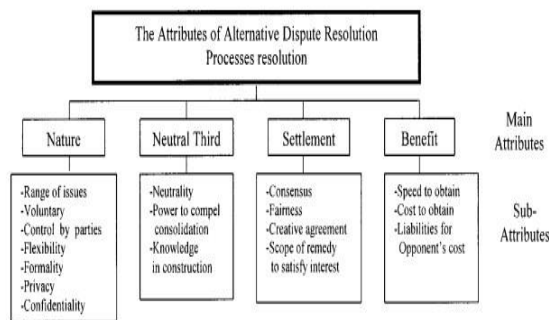 The Attributes of Alternative Dispute Resolution
Processes resolution
Nature
Neutral Third
Settlement
Benefit
Main
Attributes
-Range of issues
-Voluntary
-Control by parties
-Flexibility
-Formality
-Privacy
-Confidentiality
-Neutrality
-Power to compel
consolidation
-Knowledge
in construction
-Consensus
-Fairness
-Creative agreement
-Scope of remedy
to satisfy interest
-Speed to obtain
-Cost to obtain
-Liabilities for
Opponent's cost
Sub-
Attributes